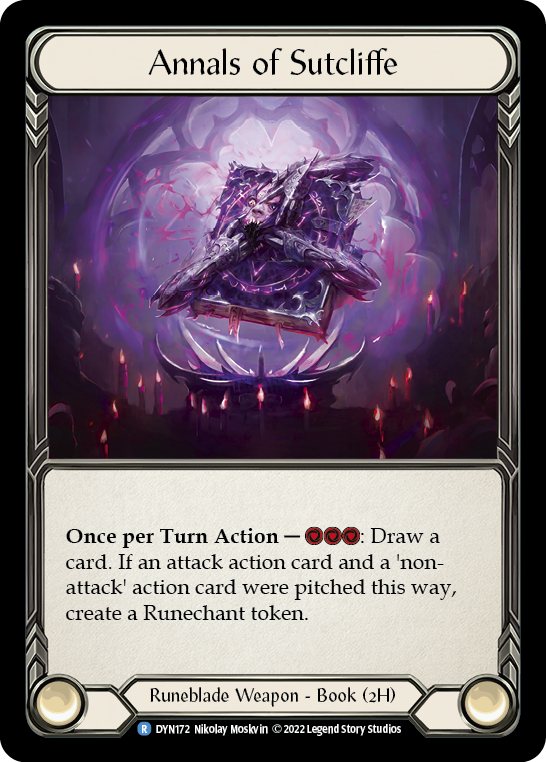 Annals of Sutcliffe
Once per Turn Action — : Draw a
card. If an attack action card and a 'non-
attack' action card were pitched this way,
create a Runechant token.
Runeblade Weapon - Book (2H)
R DYN172 Nikolay Moskvin © 2022 Legend Story Studios